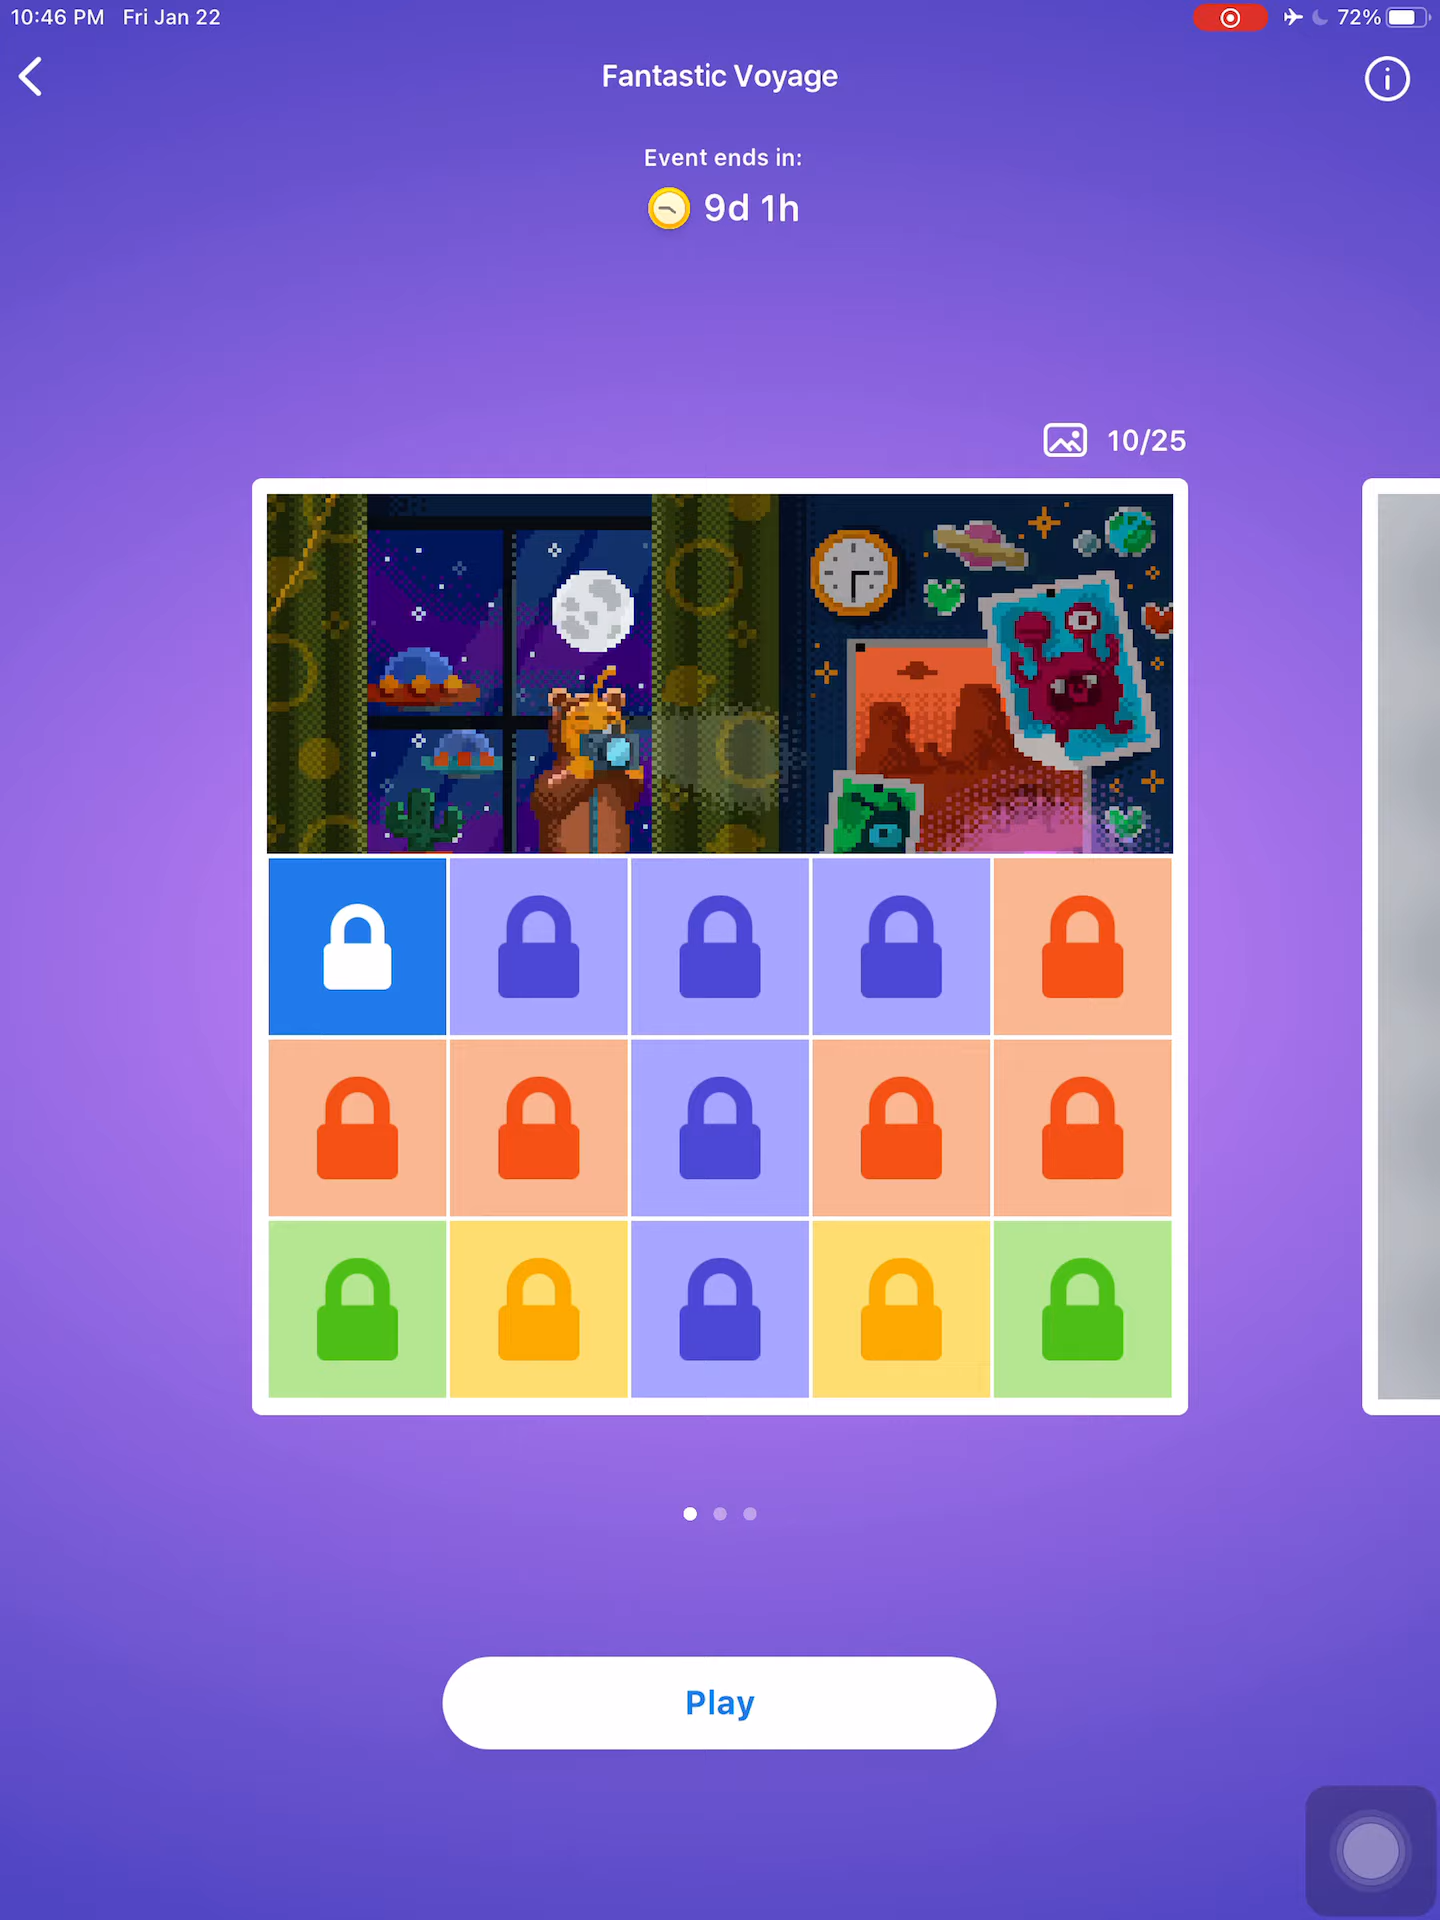 10:46 PM Fri Jan 22
72%
Fantastic Voyage
Event ends in:
9d 1h
10/25
Play